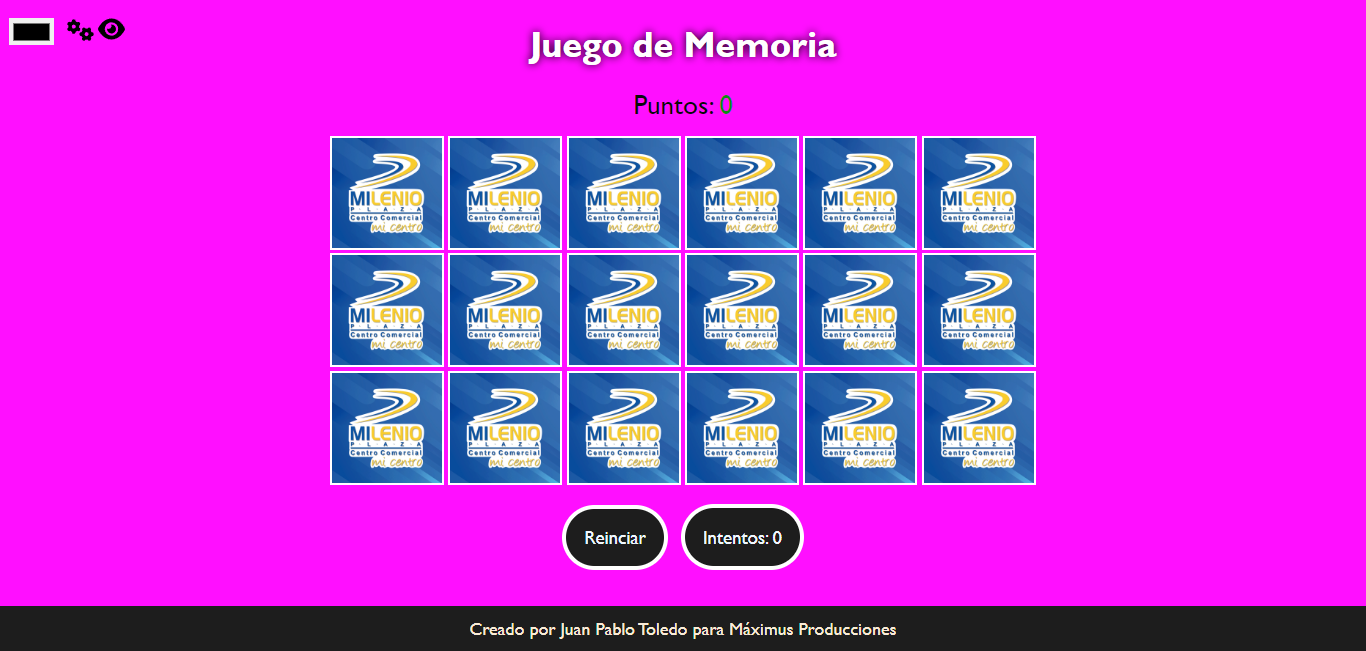 Juego de Memoria
Puntos: 0
MILENIO MILENIO MILENIO MILENIO MILENIO MILENIO
PLAZA PLAZA PLAZA PLAZA PLAZA PLAZA
Centro Comercial Centro Comercial Centro Comercial Centro Comercial Centro Comercial Centro Comercial
mi centro mi centro mi centro mi centro mi centro mi centro
MILENIO MILENIO MILENIO MILENIO MILENIO MILENIO
PLAZA PLAZA PLAZA PLAZA PLAZA PLAZA
Centro Comercial Centro Comercial Centro Comercial Centro Comercial Centro Comercial Centro Comercial
mi centro mi centro mi centro mi centro mi centro mi centro
MILENIO MILENIO MILENIO MILENIO MILENIO MILENIO
PLAZA PLAZA PLAZA PLAZA PLAZA PLAZA
Centro Comercial Centro Comercial Centro Comercial Centro Comercial Centro Comercial Centro Comercial
mi centro mi centro mi centro mi centro mi centro mi centro
Reinciar Intentos: 0
Creado por Juan Pablo Toledo para Máximus Producciones